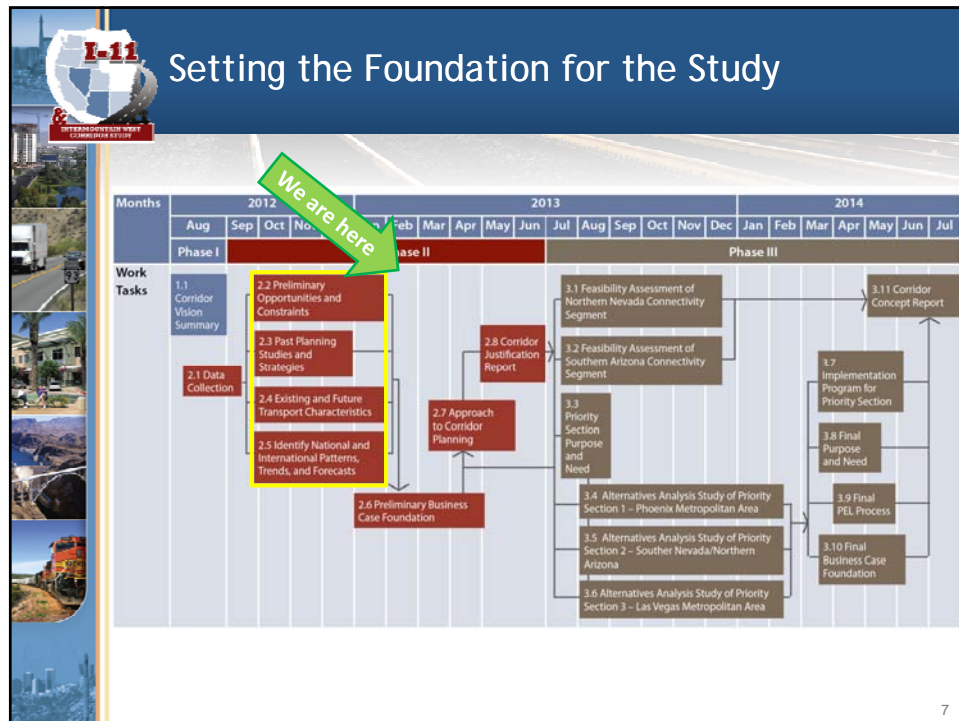 I-11
&
INTERMOUNTAIN WEST
CORRIDOR STUDY
Setting the Foundation for the Study
We are here
Months 2012 2013 2014
Aug Sep Oct Feb Mar Apr May Jun Jul Aug Sep Oct Nov Dec Jan Feb Mar Apr May Jun Jul
Phase I Phase II Phase III
Work
Tasks
1.1
Corridor
Vision
Summary
2.1 Data
Collection
2.2 Preliminary
Opportunities and
Constraints
2.3 Past Planning
Studies and
Strategies
2.4 Existing and Future
Transport Characteristics
2.5 Identify National and
International Patterns,
Trends, and Forecasts
2.6 Preliminary Business
Case Foundation
2.7 Approach
to Corridor
Planning
2.8 Corridor
Justification
Report
3.1 Feasibility Assessment of
Northern Nevada Connectivity
Segment
3.2 Feasibility Assessment of
Southern Arizona Connectivity
Segment
3.3
Priority
Section
Purpose
and
Need
3.4 Alternatives Analysis Study of Priority
Section 1 – Phoenix Metropolitan Area
3.5 Alternatives Analysis Study of Priority
Section 2 – Souther Nevada/Northern
Arizona
3.6 Alternatives Analysis Study of Priority
Section 3 – Las Vegas Metropolitan Area
3.7
Implementation
Program for
Priority Section
3.8 Final
Purpose
and Need
3.9 Final
PEL Process
3.10 Final
Business Case
Foundation
3.11 Corridor
Concept Report
93
7